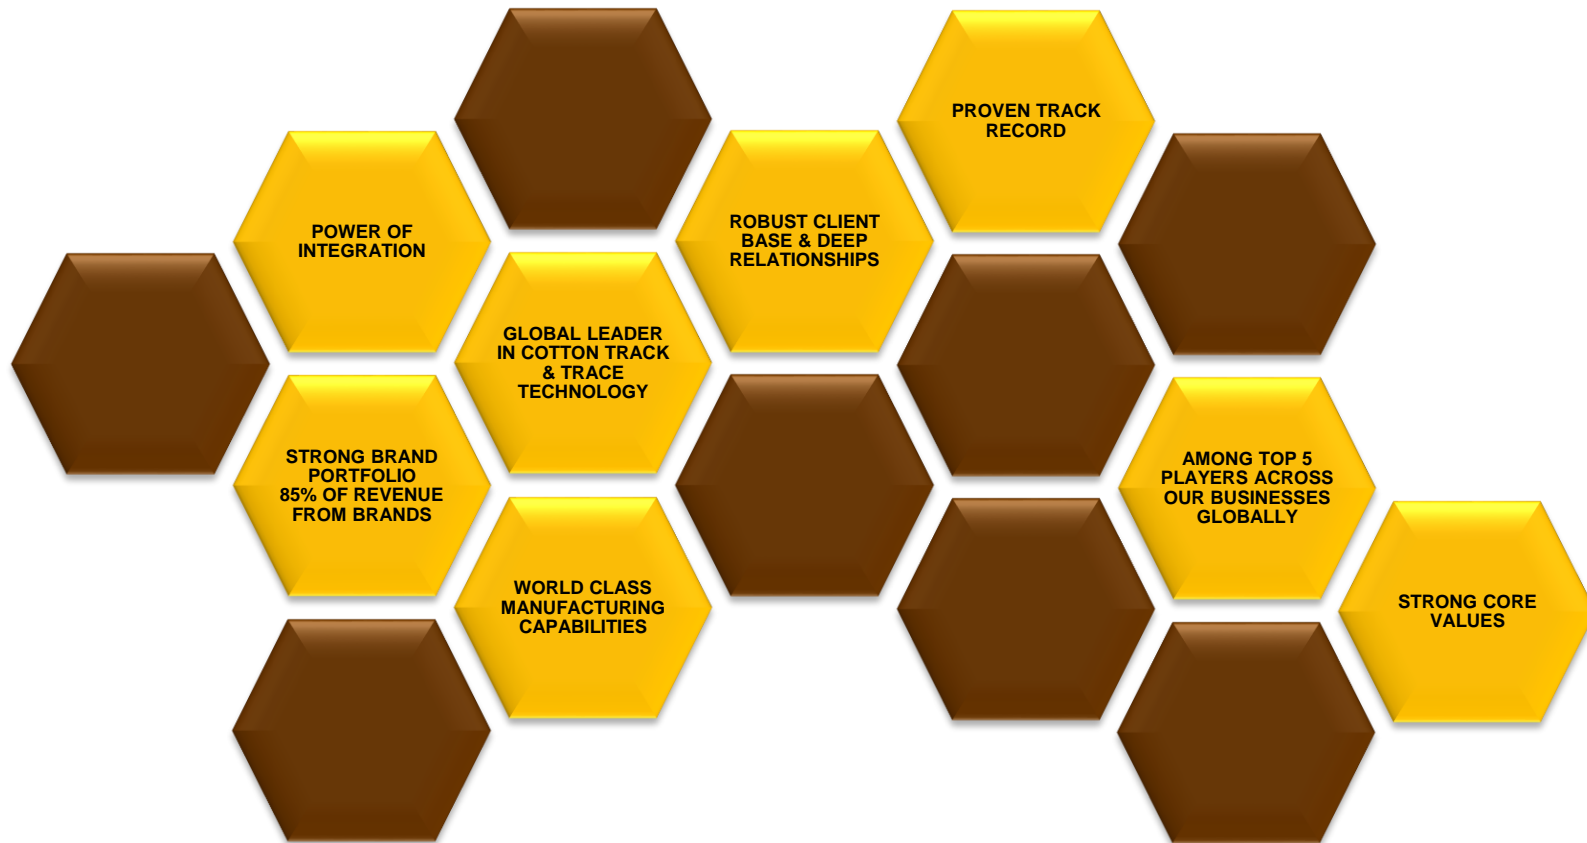 PROVEN TRACK
RECORD
POWER OF
INTEGRATION
ROBUST CLIENT
BASE & DEEP
RELATIONSHIPS
GLOBAL LEADER
IN COTTON TRACK
& TRACE
TECHNOLOGY
STRONG BRAND
PORTFOLIO
85% OF REVENUE
FROM BRANDS
AMONG TOP 5
PLAYERS ACROSS
OUR BUSINESSES
GLOBALLY
WORLD CLASS
MANUFACTURING
CAPABILITIES
STRONG CORE
VALUES